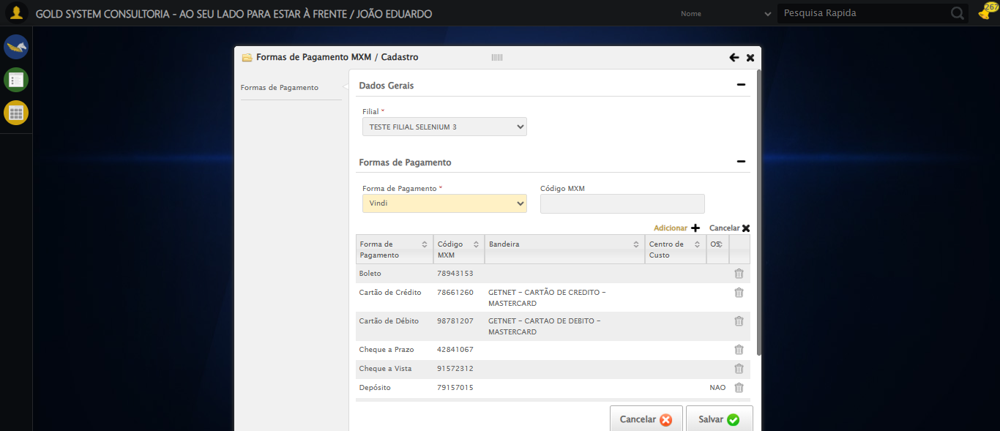 GOLD SYSTEM CONSULTORIA - AO SEU LADO PARA ESTAR À FRENTE / JOÃO EDUARDO
Nome
Pesquisa Rapida
267
Formas de Pagamento MXM / Cadastro
Formas de Pagamento
Dados Gerais
Filial *
TESTE FILIAL SELENIUM 3
Formas de Pagamento
Forma de Pagamento * Código MXM
Vindi
Adicionar Cancelar
Forma de Pagamento Código MXM Bandeira Centro de Custo OS
Boleto 78943153
Cartão de Crédito 78661260 GETNET - CARTÃO DE CREDITO - MASTERCARD
Cartão de Débito 98781207 GETNET - CARTAO DE DEBITO - MASTERCARD
Cheque a Prazo 42841067
Cheque a Vista 91572312
Depósito 79157015 NAO
Cancelar Salvar